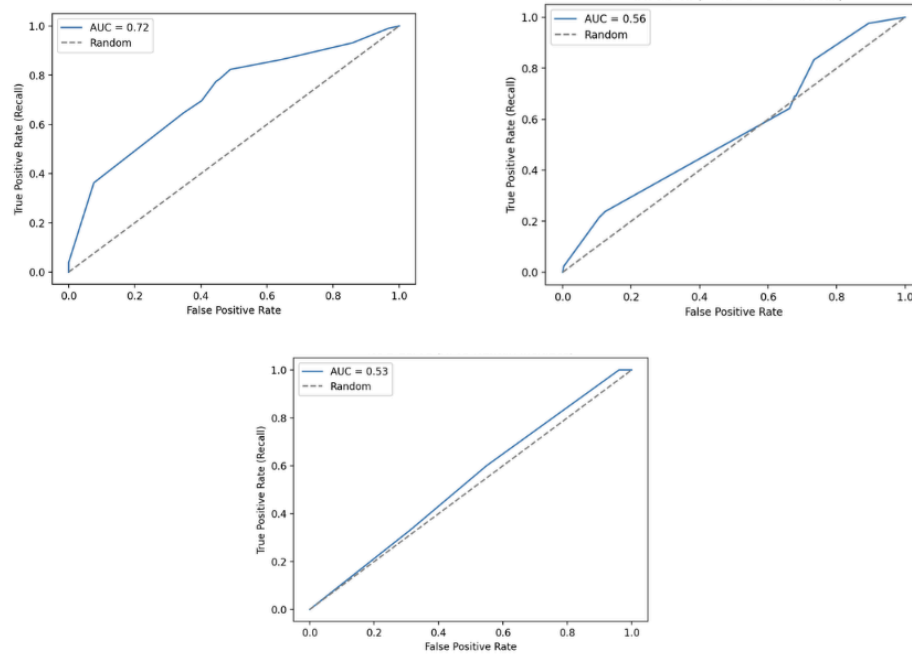 AUC = 0.72
Random
1.0
0.8
0.6
0.4
0.2
0.0
True Positive Rate (Recall)
0.0 0.2 0.4 0.6 0.8 1.0
False Positive Rate
AUC = 0.56
Random
1.0
0.8
0.6
0.4
0.2
0.0
True Positive Rate (Recall)
0.0 0.2 0.4 0.6 0.8 1.0
False Positive Rate
AUC = 0.53
Random
1.0
0.8
0.6
0.4
0.2
0.0
True Positive Rate (Recall)
0.0 0.2 0.4 0.6 0.8 1.0
False Positive Rate